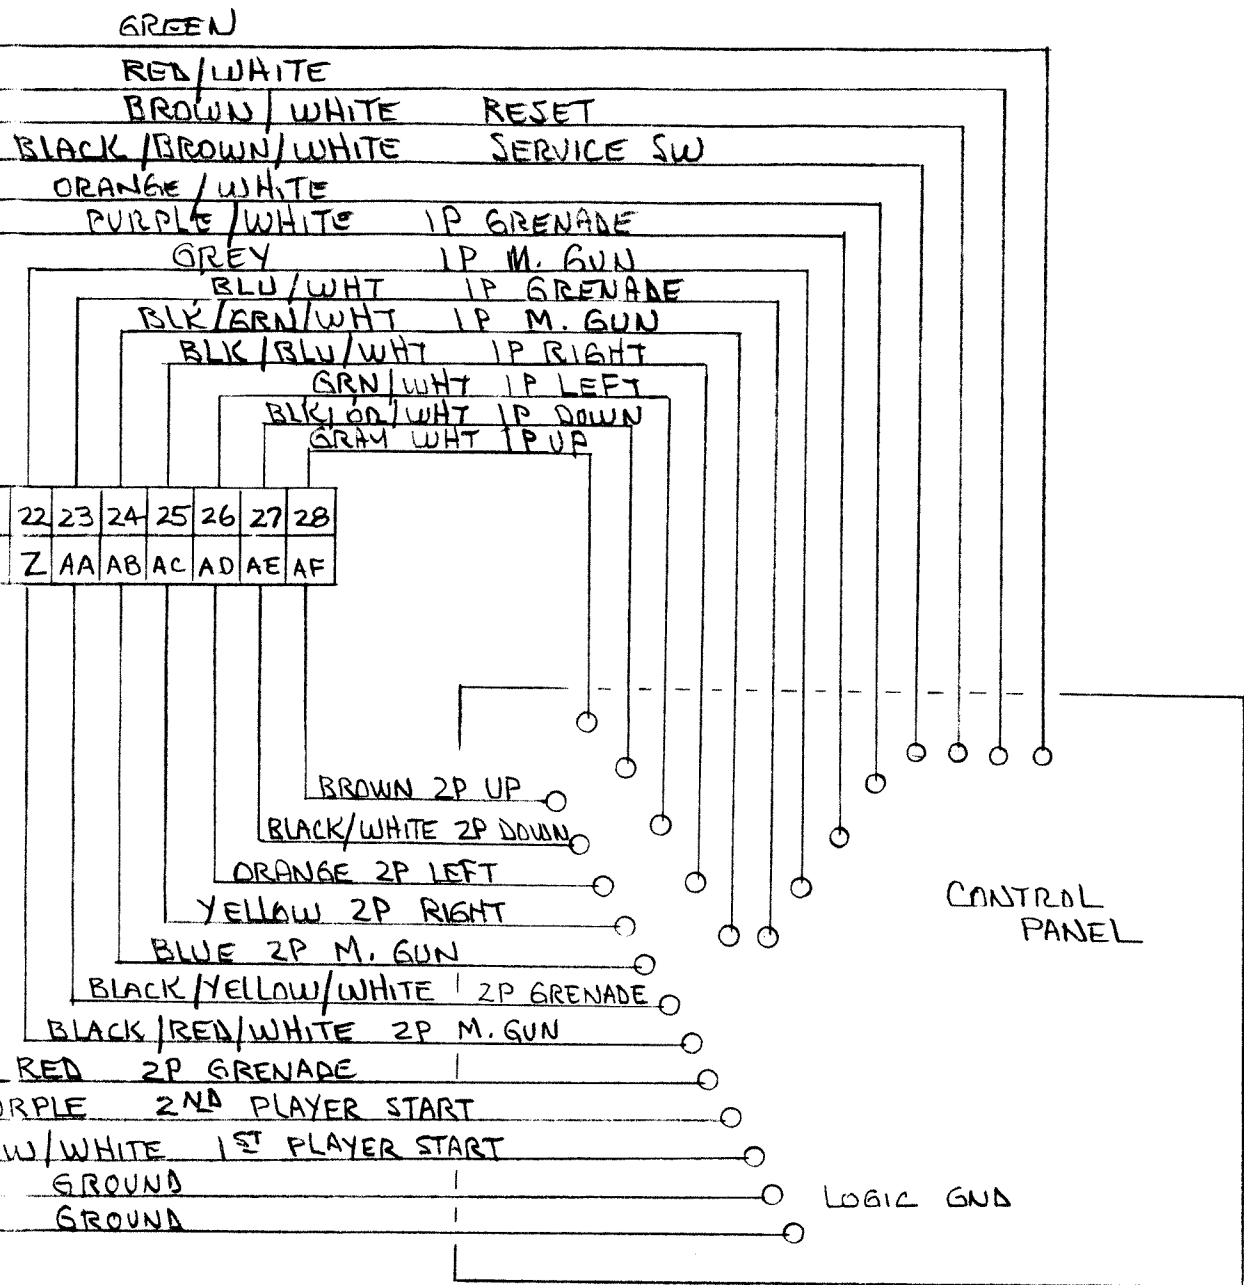 GREEN
RED/WHITE
BROWN/WHITE RESET
BLACK/BROWN/WHITE SERVICE SW
ORANGE/WHITE
PURPLE/WHITE 1P GRENADE
GREY 1P M. GUN
BLU/WHT 1P GRENADE
BLK/GRN/WHT 1P M. GUN
BLK/BLU/WHT 1P RIGHT
GRN/WHT 1P LEFT
BLK/OR/WHT 1P DOWN
GRAY WHT 1P UP
22 23 24 25 26 27 28
Z AA AB AC AD AE AF
BROWN 2P UP
BLACK/WHITE 2P DOWN
ORANGE 2P LEFT
YELLOW 2P RIGHT
CONTROL
PANEL
BLUE 2P M. GUN
BLACK/YELLOW/WHITE 2P GRENADE
BLACK/RED/WHITE 2P M. GUN
RED 2P GRENADE
URPLE 2ND PLAYER START
W/WHITE 1ST PLAYER START
GROUND
LOGIC GND
GROUND